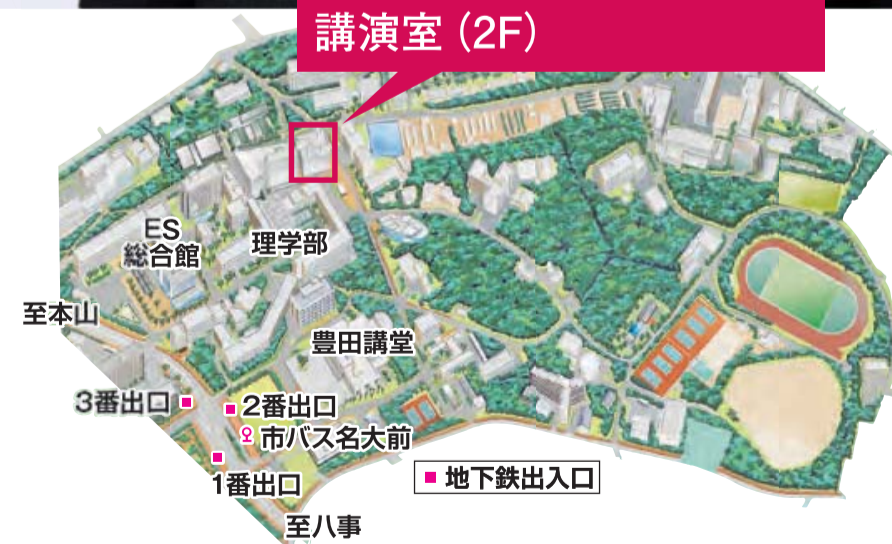 講演室（2F）
ES
総合館
理学部
至本山
豊田講堂
3番出口
2番出口
市バス名大前
1番出口
地下鉄出入口
至八事